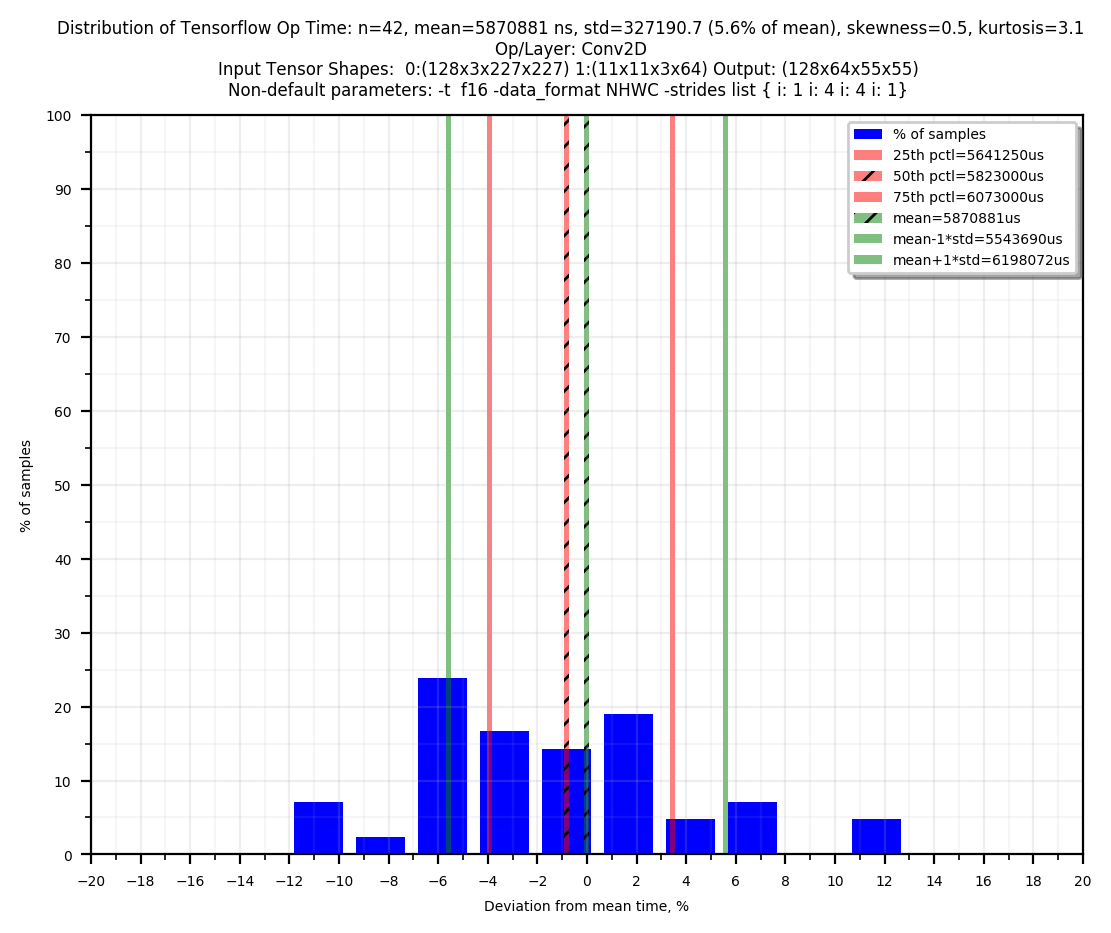 Distribution of Tensorflow Op Time: n=42, mean=5870881 ns, std=327190.7 (5.6% of mean), skewness=0.5, kurtosis=3.1
Op/Layer: Conv2D
Input Tensor Shapes:  0:(128x3x227x227) 1:(11x11x3x64) Output: (128x64x55x55)
Non-default parameters: -t  f16 -data_format NHWC -strides list { i: 1 i: 4 i: 4 i: 1}
% of samples
25th pctl=5641250us
50th pctl=5823000us
75th pctl=6073000us
mean=5870881us
mean-1*std=5543690us
mean+1*std=6198072us
100
90
80
70
60
50
40
30
20
10
0
% of samples
−20 −18 −16 −14 −12 −10 −8 −6 −4 −2 0 2 4 6 8 10 12 14 16 18 20
Deviation from mean time, %